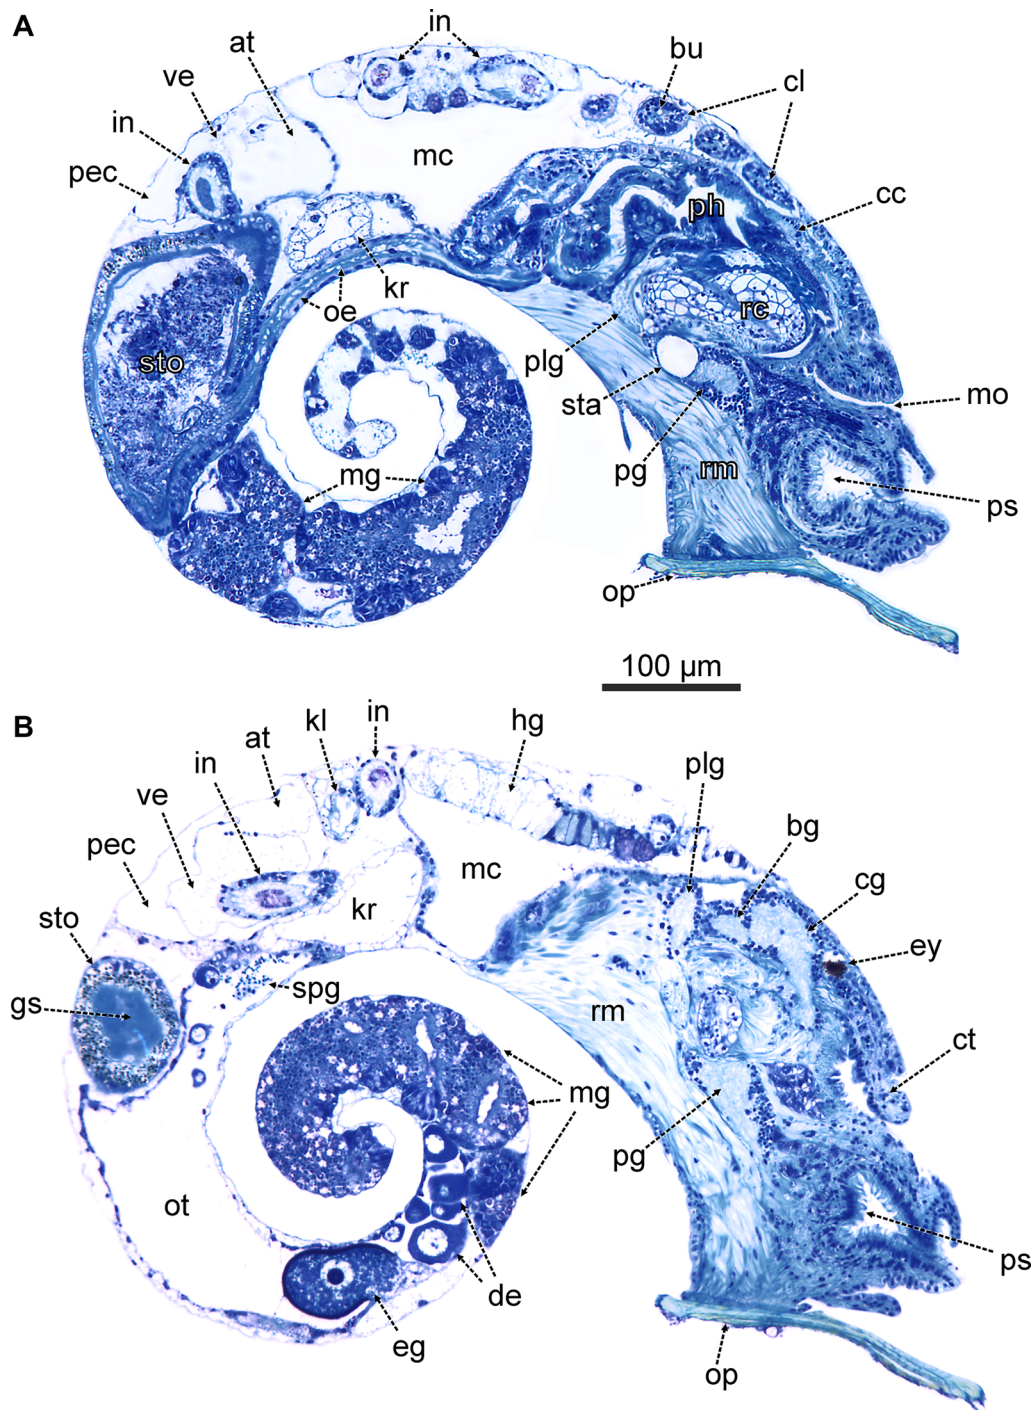 A
in
at
bu
ve
cl
in
mc
pec
cc
ph
kr
oe
rc
sto
plg
sta
mo
mg
pg
rm
ps
op
100 µm
B
kl
in
hg
at
in
plg
ve
bg
pec
mc
cg
sto
kr
ey
gs
spg
rm
ct
mg
pg
ot
ps
de
eg
op